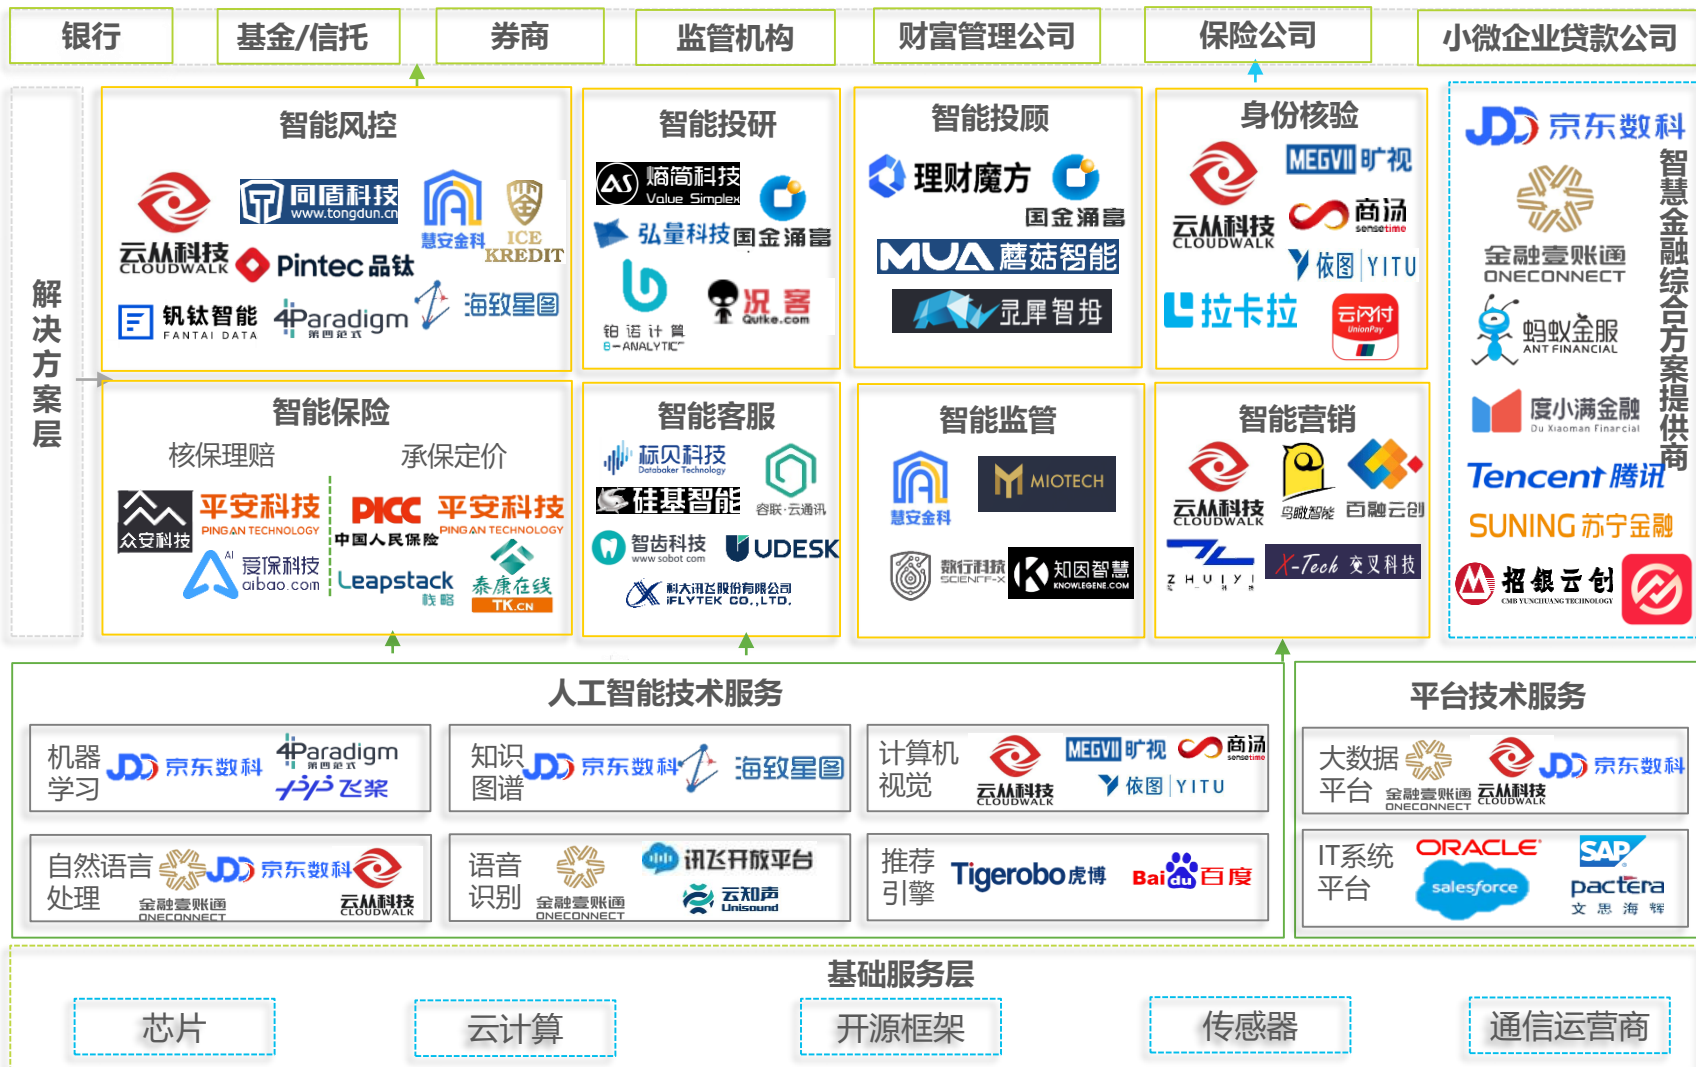 银行
基金/信托
券商
监管机构
财富管理公司
保险公司
小微企业贷款公司
解决方案层
智能风控
云从科技
CLOUDWALK
同盾科技
www.tongdun.cn
慧安金科
ICE
KREDIT
Pintec 品钛
钒钛智能
FANTAI DATA
4Paradigm
第四范式
海致星图
智能投研
熵简科技
Value Simplex
国金涌富
弘量科技
铂诺计算
B-ANALYTIC
况客
Qutke.com
智能投顾
理财魔方
国金涌富
MUA 蘑菇智能
灵犀智投
身份核验
云从科技
CLOUDWALK
MEGVII 旷视
商汤
sensetime
依图 YITU
拉卡拉
云闪付
UnionPay
智慧金融综合方案提供商
JDD 京东数科
金融壹账通
ONECONNECT
蚂蚁金服
ANT FINANCIAL
度小满金融
Du Xiaoman Financial
Tencent 腾讯
SUNING 苏宁金融
招银云创
CMB YUNCHUANG TECHNOLOGY
智能保险
核保理赔
承保定价
众安科技
平安科技
PING AN TECHNOLOGY
AI
爱保科技
aibao.com
PICC
中国人民保险
平安科技
PING AN TECHNOLOGY
Leapstack
栈略
泰康在线
TK.CN
智能客服
标贝科技
Databaker Technology
硅基智能
容联·云通讯
智齿科技
www.sobot.com
UDESK
科大讯飞股份有限公司
iFLYTEK CO.,LTD.
智能监管
慧安金科
MIOTECH
数行科技
SCIENCE-X
知因智慧
KNOWLEGENE.COM
智能营销
云从科技
CLOUDWALK
鸟瞰智能
百融云创
ZHUIYI
X-Tech 交叉科技
人工智能技术服务
机器
学习
JDD 京东数科
4Paradigm
第四范式
飞桨
知识
图谱
JDD 京东数科
海致星图
计算机
视觉
云从科技
CLOUDWALK
MEGVII 旷视
商汤
sensetime
依图 YITU
自然语言
处理
金融壹账通
ONECONNECT
JDD 京东数科
云从科技
CLOUDWALK
语音
识别
金融壹账通
ONECONNECT
讯飞开放平台
云知声
Unisound
推荐
引擎
Tigerobo 虎博
Baidu 百度
平台技术服务
大数据
平台
金融壹账通
ONECONNECT
云从科技
CLOUDWALK
JDD 京东数科
IT系统
平台
ORACLE
salesforce
SAP
pactera
文思海辉
基础服务层
芯片
云计算
开源框架
传感器
通信运营商